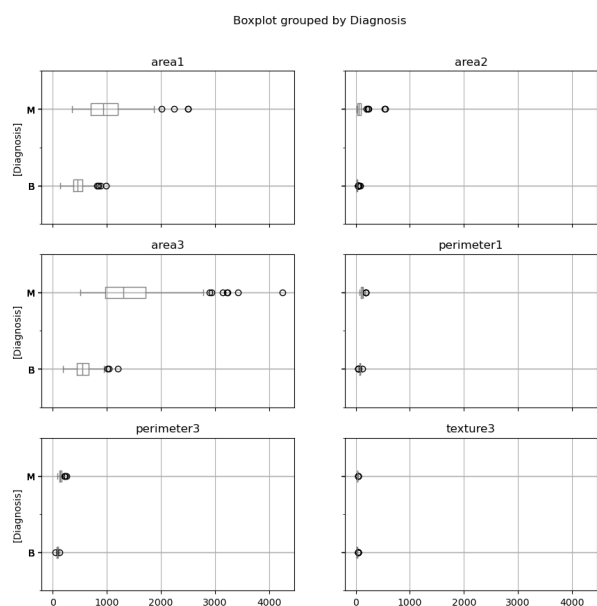 Boxplot grouped by Diagnosis
area1
area2
M
B
[Diagnosis]
area3
perimeter1
M
B
[Diagnosis]
perimeter3
texture3
M
B
[Diagnosis]
0 1000 2000 3000 4000
0 1000 2000 3000 4000